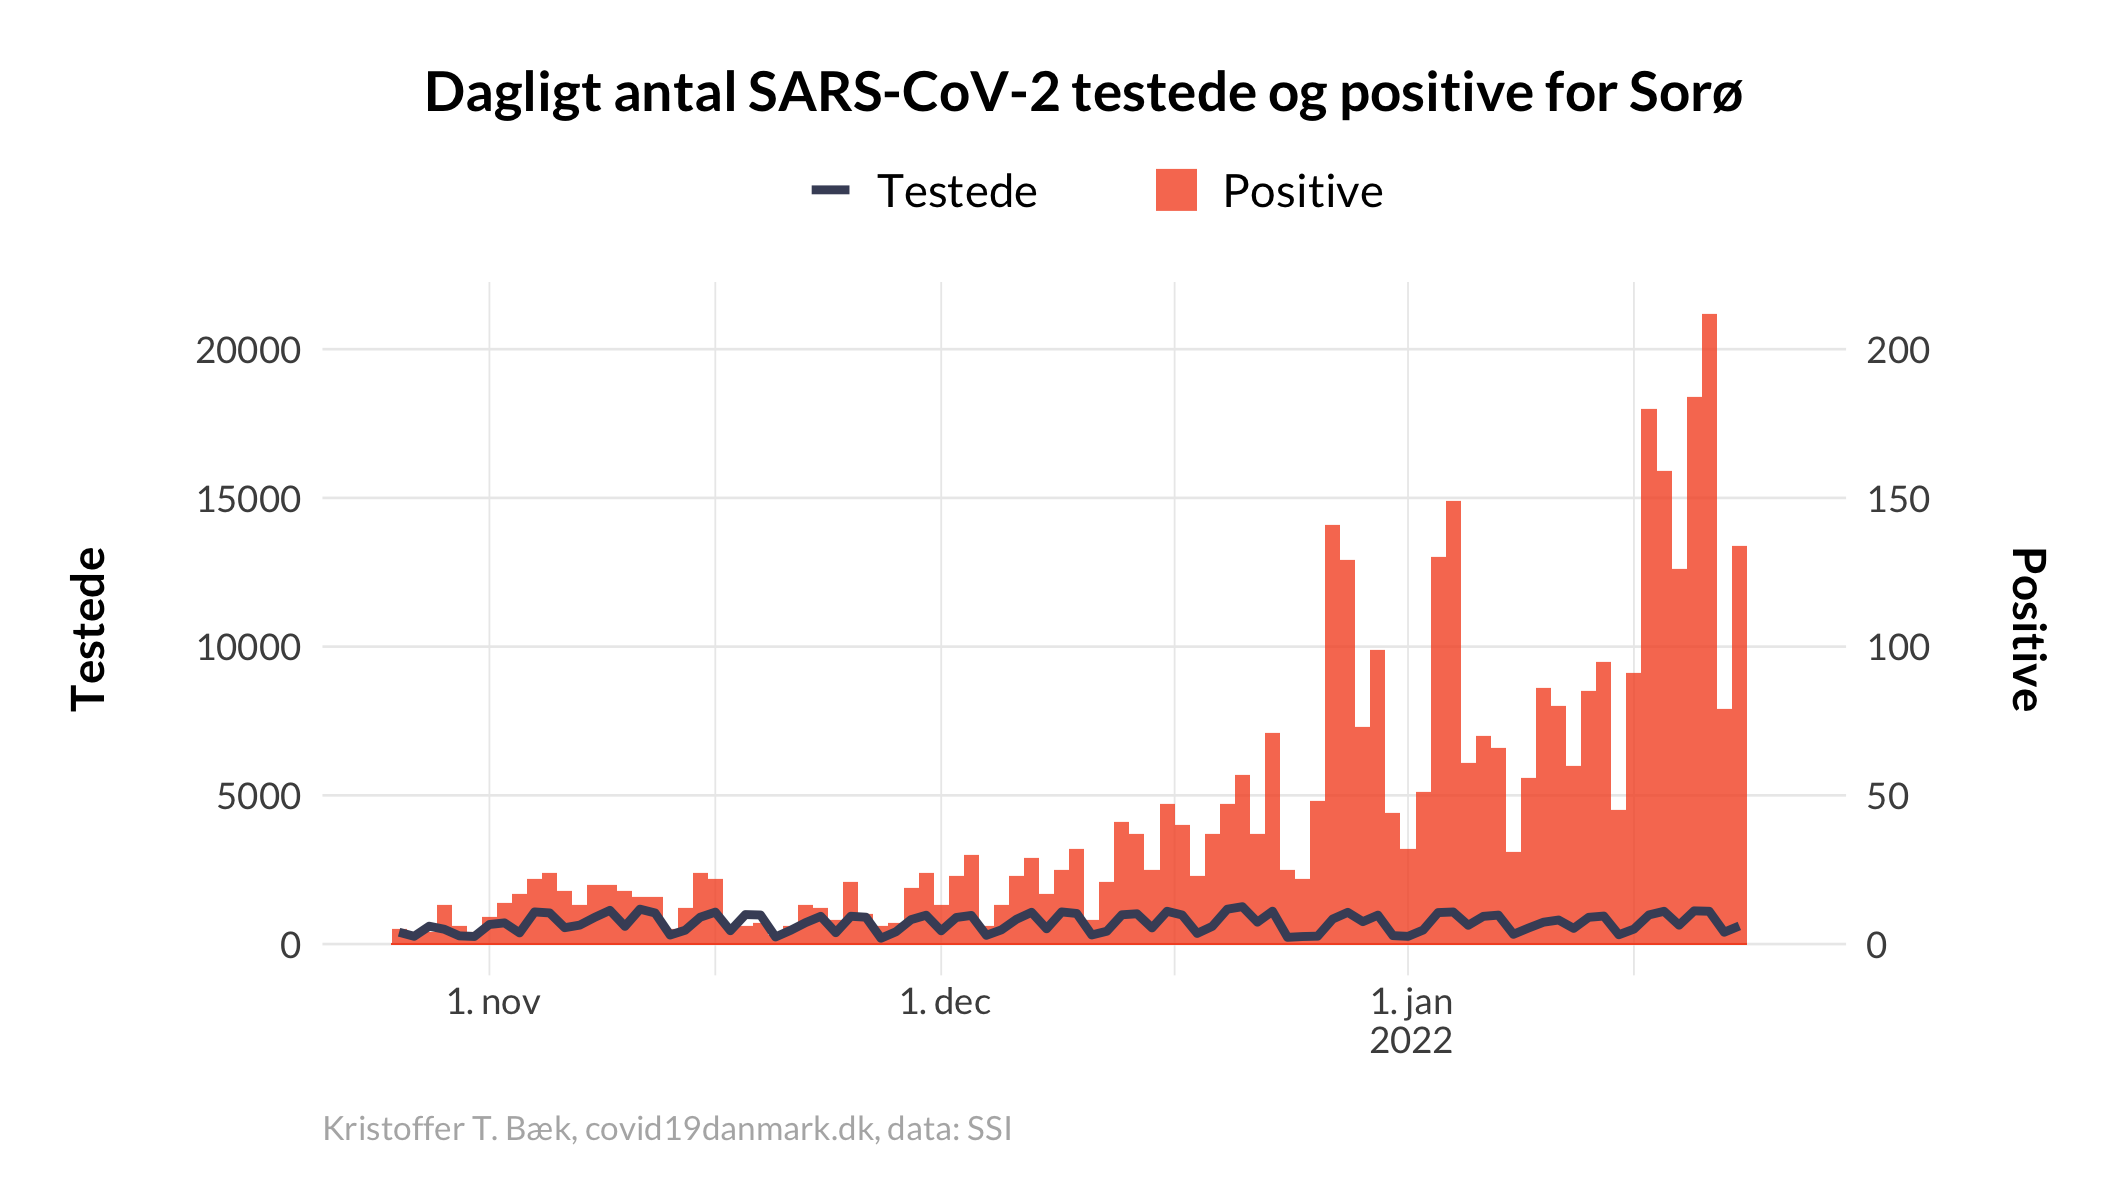 Dagligt antal SARS-CoV-2 testede og positive for Sorø
Testede
Positive
20000
15000
10000
5000
0
200
150
100
50
0
Testede
Positive
1. nov
1. dec
1. jan
2022
Kristoffer T. Bæk, covid19danmark.dk, data: SSI